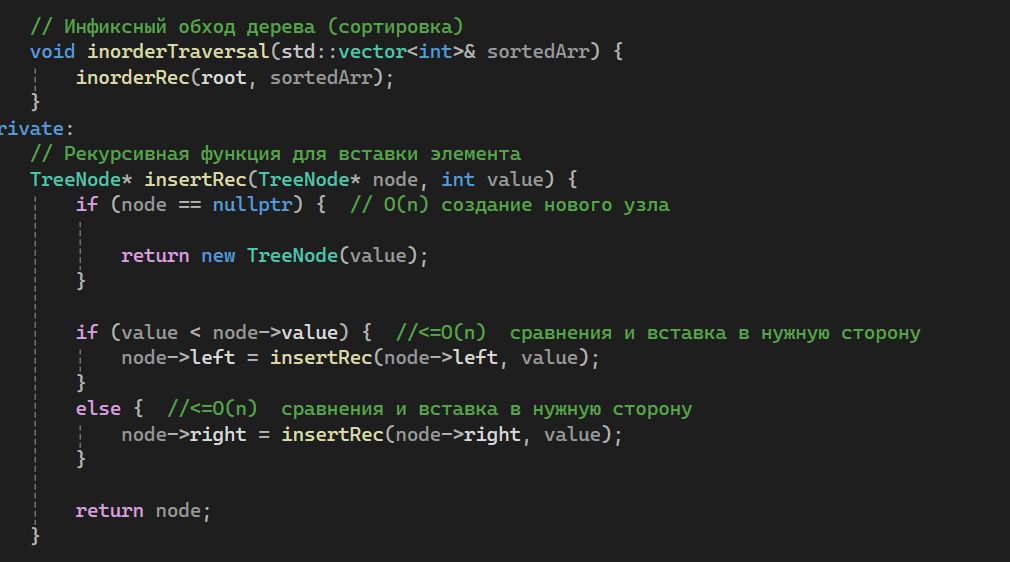 // Инфиксный обход дерева (сортировка)
void inorderTraversal(std::vector<int>& sortedArr) {
inorderRec(root, sortedArr);
}
rivate:
// Рекурсивная функция для вставки элемента
TreeNode* insertRec(TreeNode* node, int value) {
if (node == nullptr) {  // O(n) создание нового узла
return new TreeNode(value);
}
if (value < node->value) {  //<=O(n)  сравнения и вставка в нужную сторону
node->left = insertRec(node->left, value);
}
else {  //<=O(n)  сравнения и вставка в нужную сторону
node->right = insertRec(node->right, value);
}
return node;
}